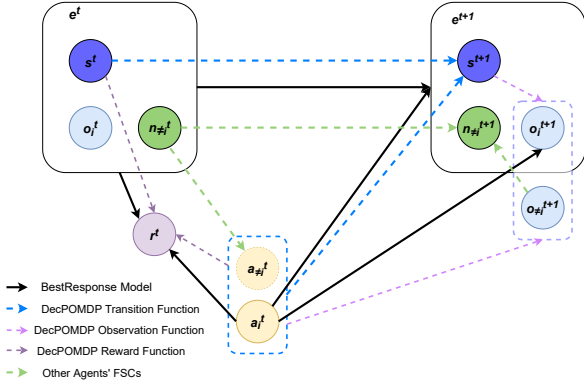 e^t
e^{t+1}
s^t
s^{t+1}
o_i^t
n_{≠i}^t
n_{≠i}^{t+1}
o_i^{t+1}
o_{≠i}^{t+1}
r^t
a_{≠i}^t
a_i^t
BestResponse Model
DecPOMDP Transition Function
DecPOMDP Observation Function
DecPOMDP Reward Function
Other Agents' FSCs